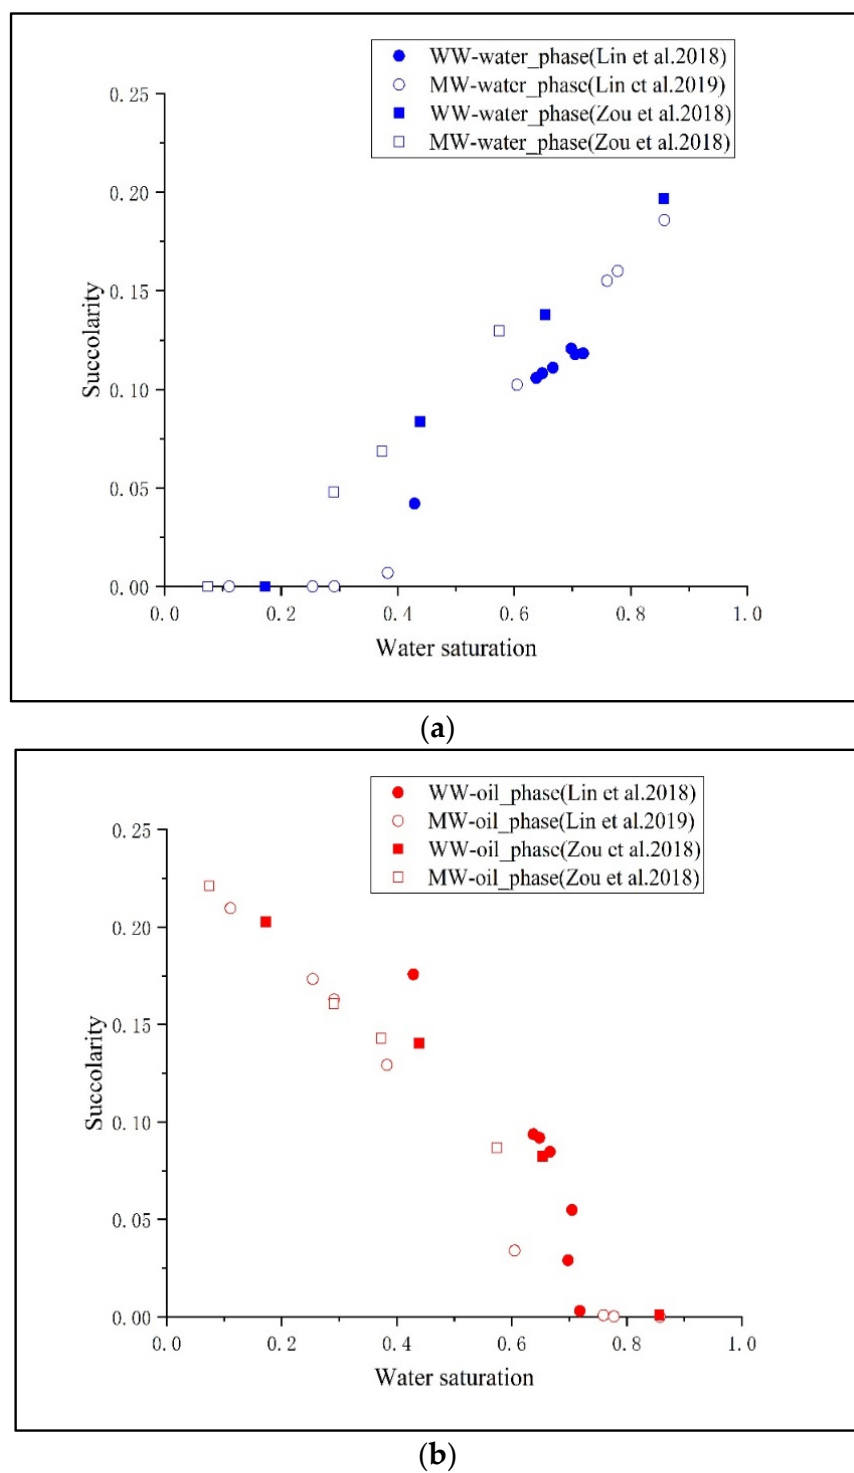 WW-water_phase(Lin et al.2018)
MW-water_phase(Lin et al.2019)
WW-water_phase(Zou et al.2018)
MW-water_phase(Zou et al.2018)
0.25
0.20
0.15
0.10
0.05
0.00
Succolarity
0.0 0.2 0.4 0.6 0.8 1.0
Water saturation
(a)
WW-oil_phase(Lin et al.2018)
MW-oil_phase(Lin et al.2019)
WW-oil_phase(Zou et al.2018)
MW-oil_phase(Zou et al.2018)
0.25
0.20
0.15
0.10
0.05
0.00
Succolarity
0.0 0.2 0.4 0.6 0.8 1.0
Water saturation
(b)